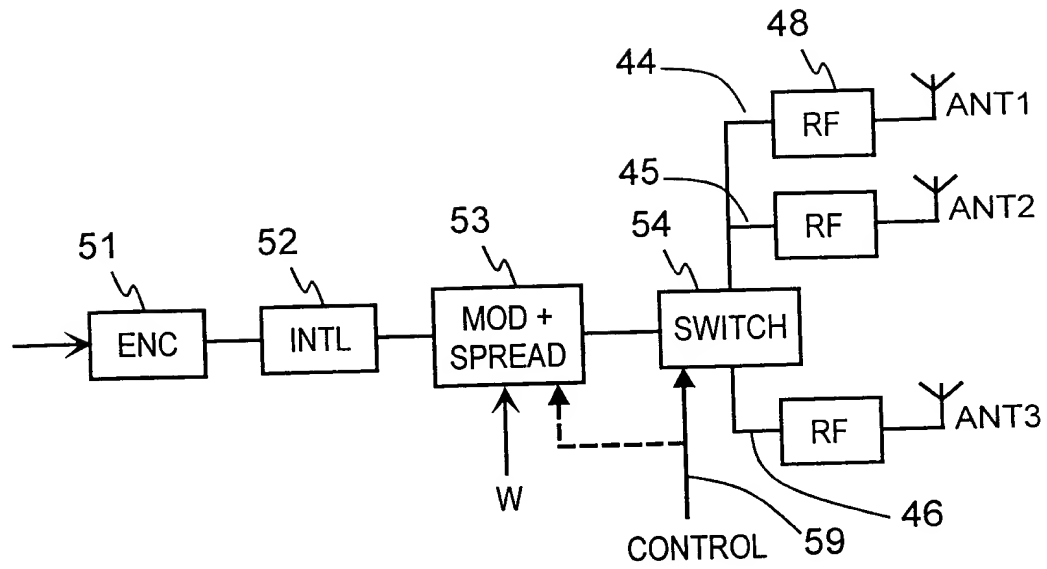 48
44
RF
ANT1
45
RF
ANT2
51
52
53
54
ENC
INTL
MOD +
SPREAD
SWITCH
RF
ANT3
W
CONTROL
59
46